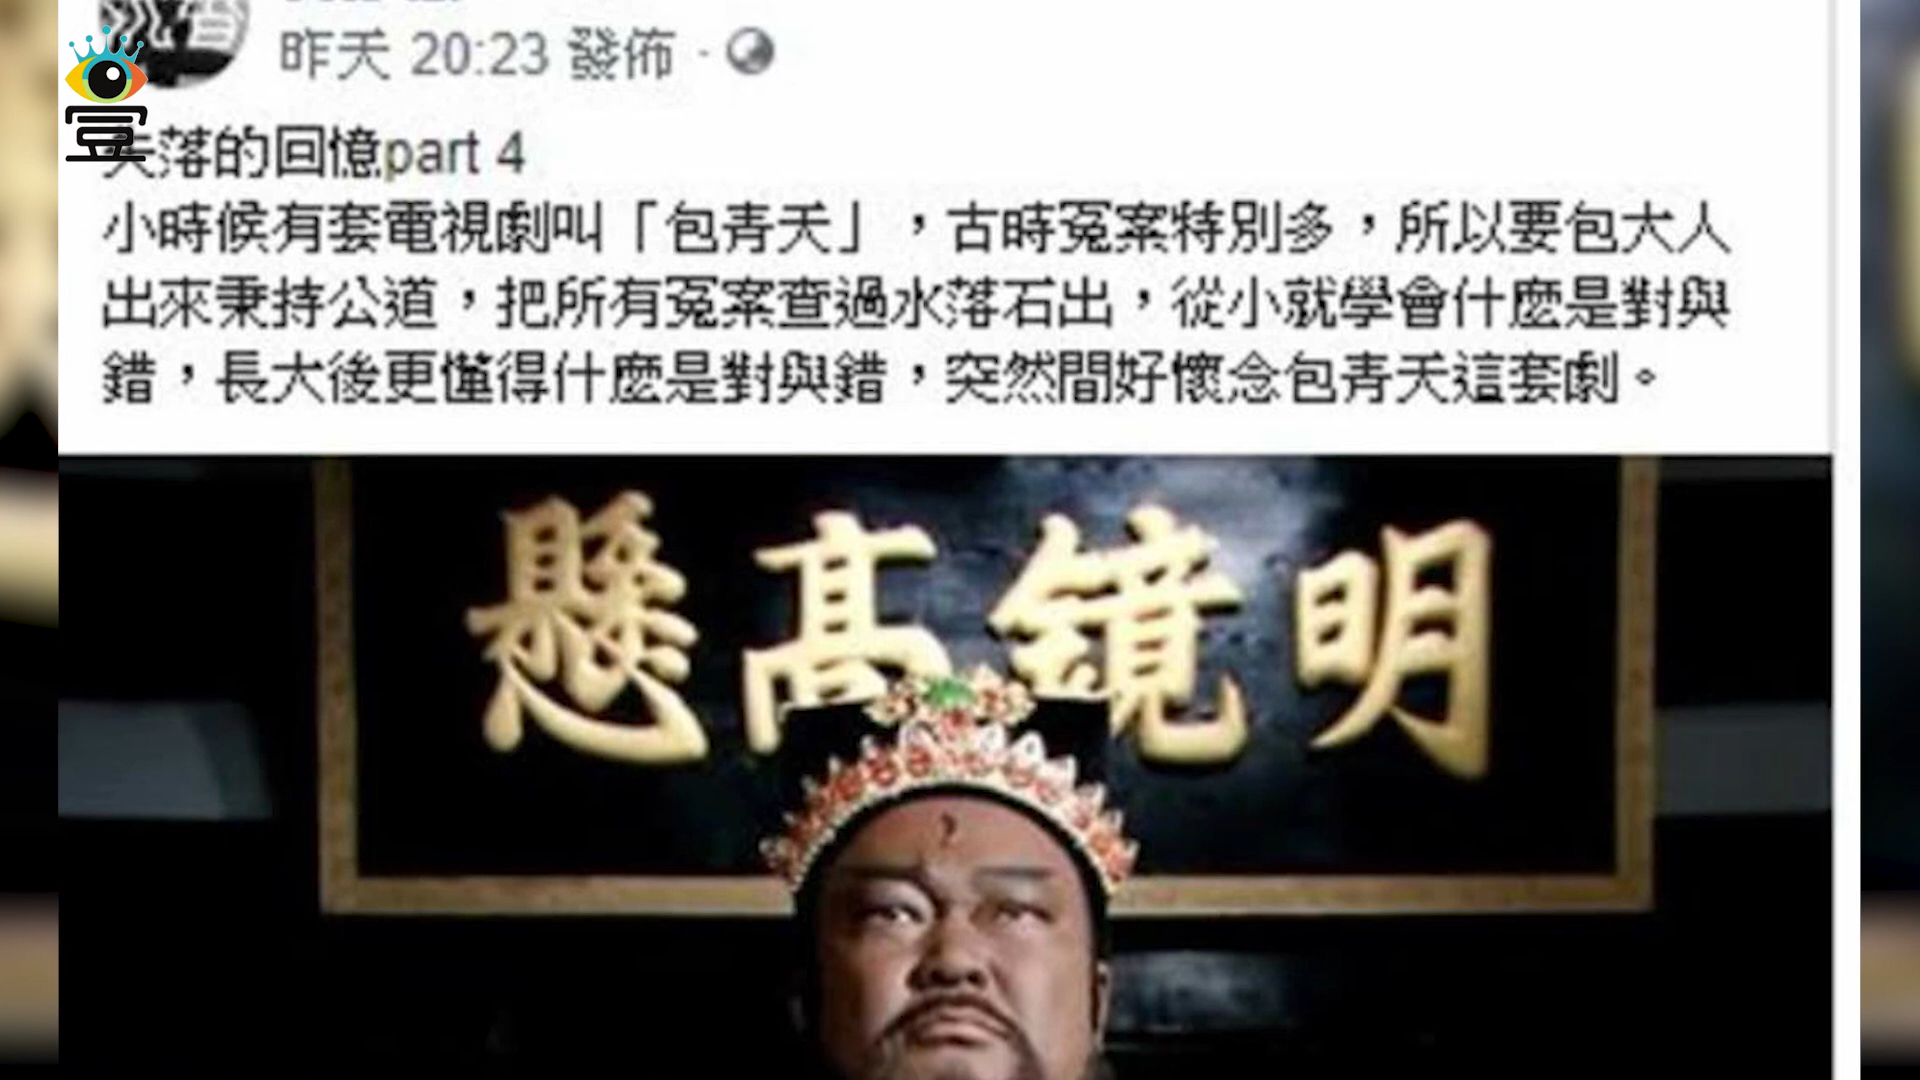 昨天 20:23 發佈 ·
壹
失落的回憶part 4
小時候有套電視劇叫「包青天」，古時冤案特別多，所以要包大人
出來秉持公道，把所有冤案查過水落石出，從小就學會什麼是對與
錯，長大後更懂得什麼是對與錯，突然間好懷念包青天這套劇。
懸高鏡明